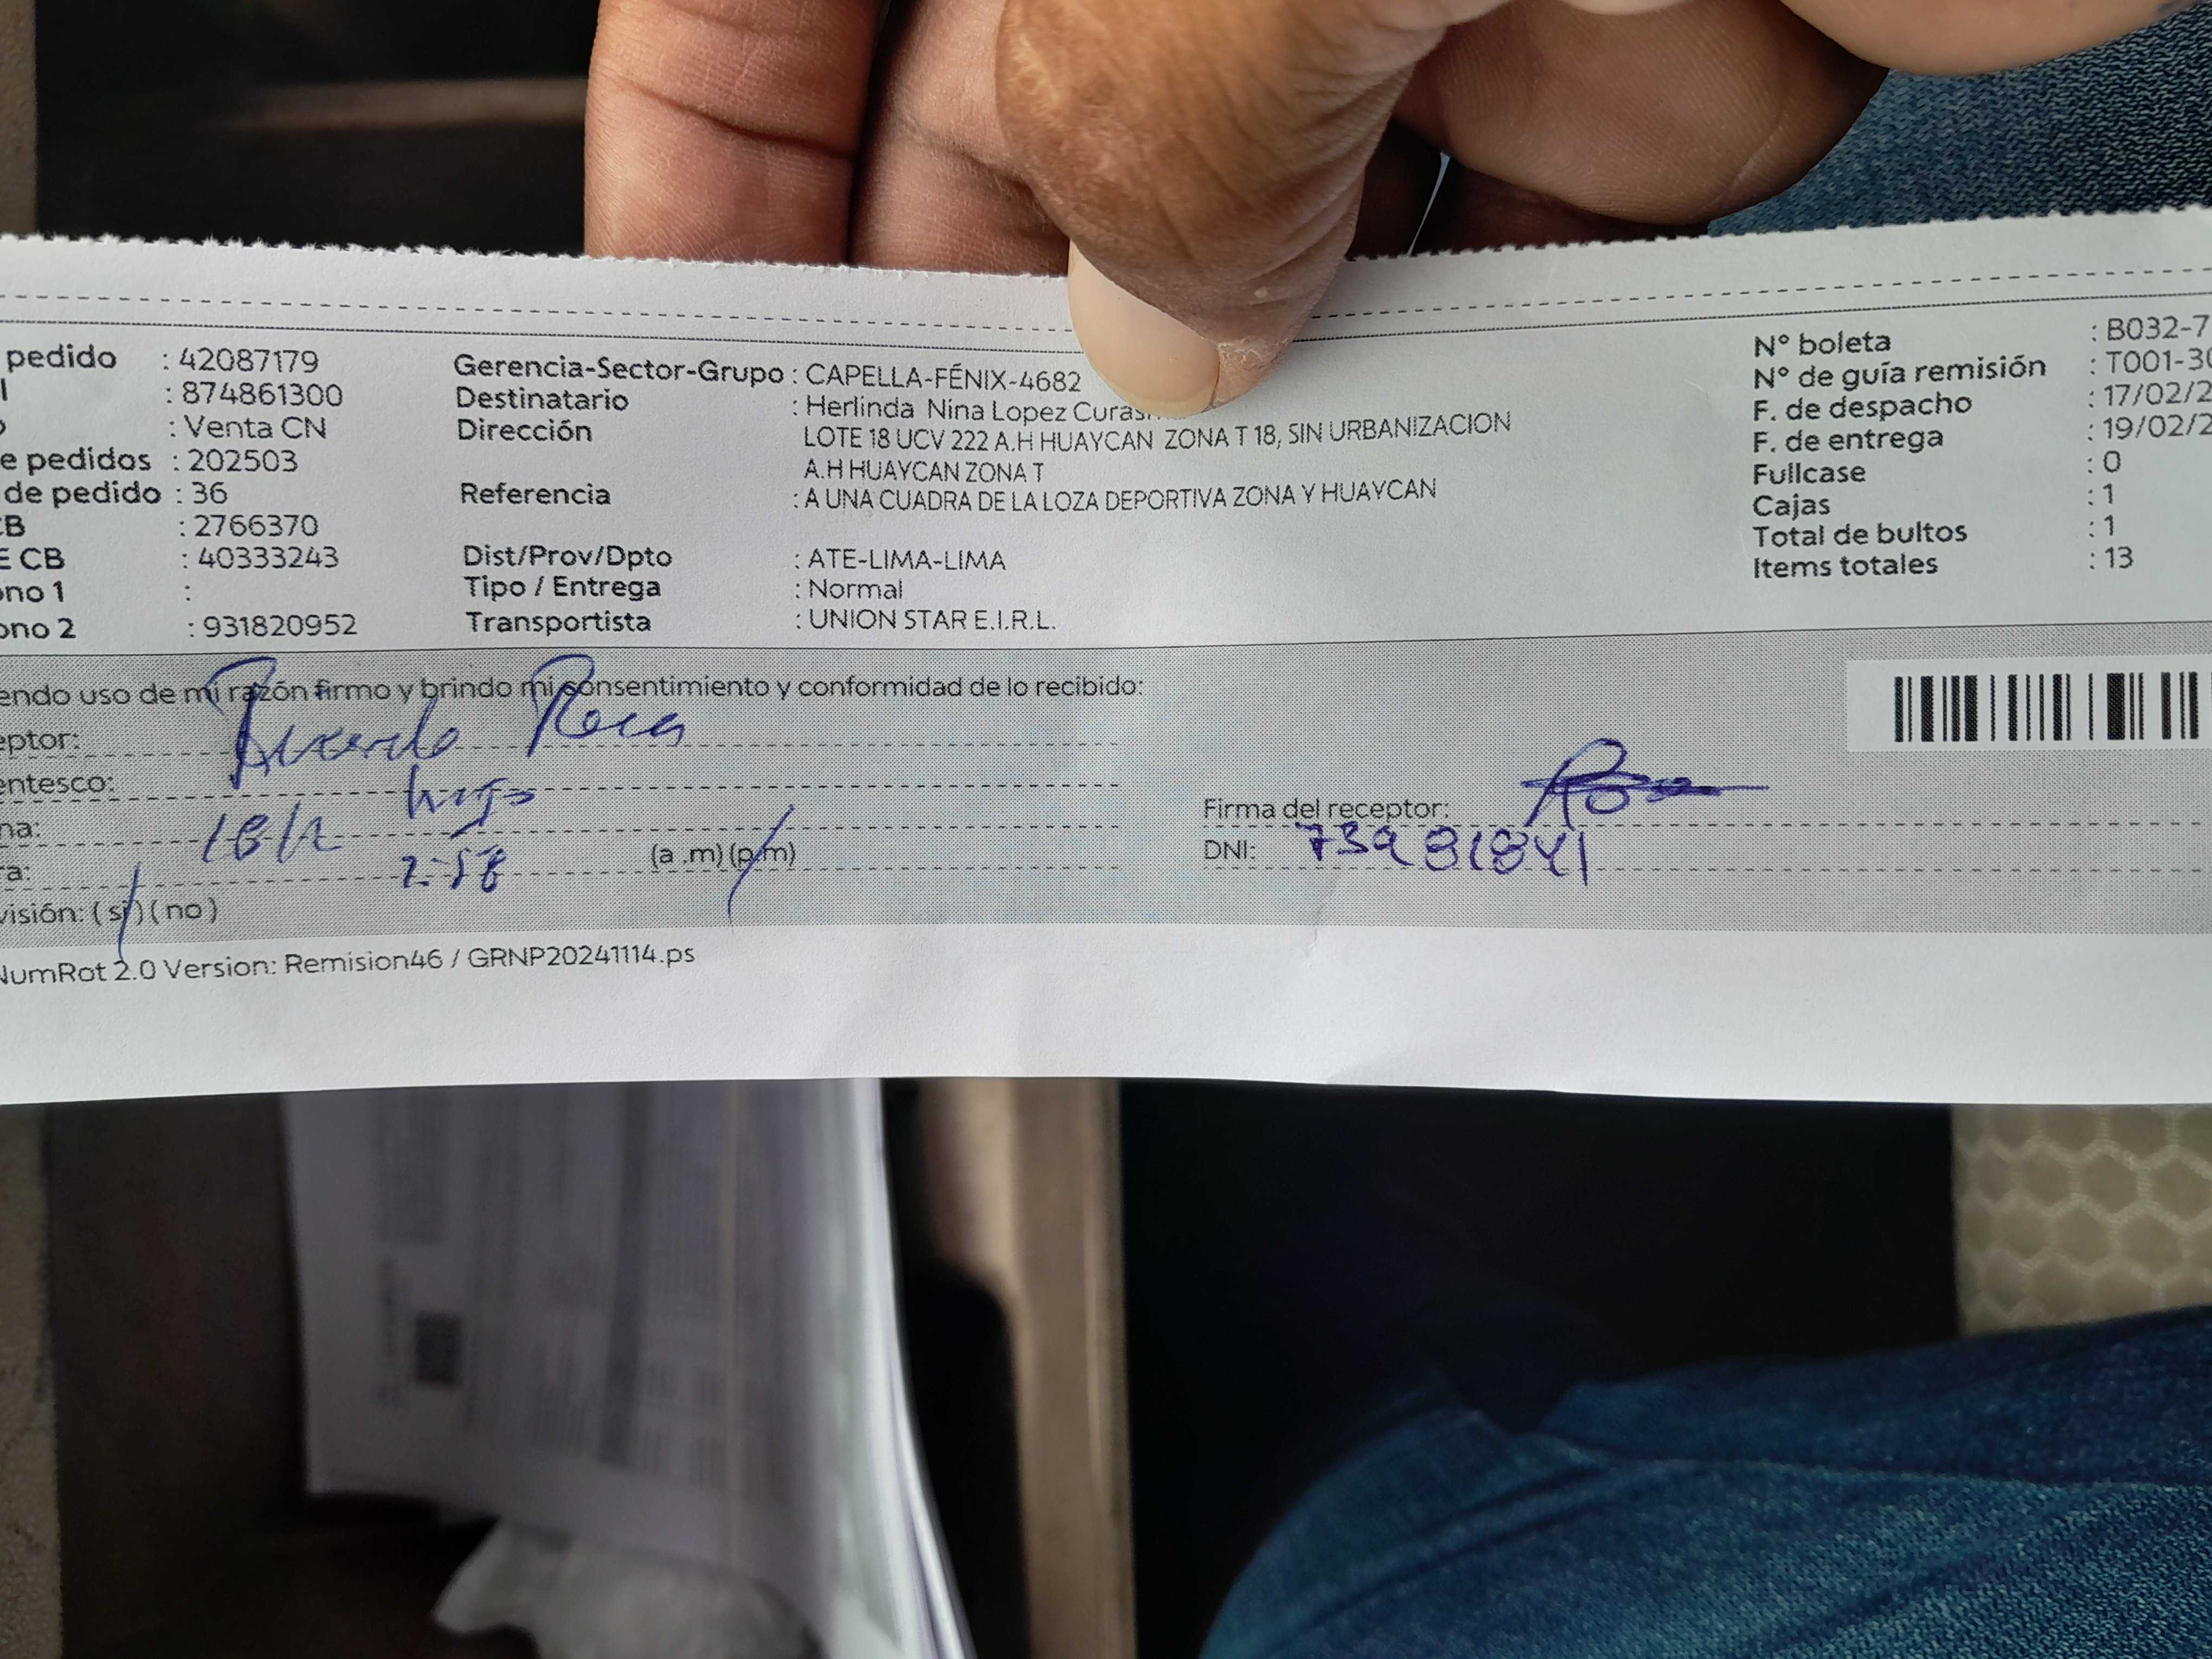 pedido : 42087179
l : 874861300
o : Venta CN
e pedidos : 202503
de pedido : 36
CB : 2766370
E CB : 40333243
ono 1 :
ono 2 : 931820952
Gerencia-Sector-Grupo : CAPELLA-FÉNIX-4682
Destinatario : Herlinda Nina Lopez
Dirección LOTE 18 UCV 222 A.H HUAYCAN ZONA T 18, SIN URBANIZACION
A.H HUAYCAN ZONA T
Referencia : A UNA CUADRA DE LA LOZA DEPORTIVA ZONA Y HUAYCAN
Dist/Prov/Dpto : ATE-LIMA-LIMA
Tipo / Entrega : Normal
Transportista : UNION STAR E.I.R.L.
N° boleta : B032-7
N° de guía remisión : T001-30
F. de despacho : 17/02/2
F. de entrega : 19/02/2
Fullcase : 0
Cajas : 1
Total de bultos : 1
Items totales : 13
endo uso de mi razón firmo y brindo mi consentimiento y conformidad de lo recibido:
eptor: Ricardo
entesco: hijo
na:
ra: 2:58 (a .m) (p.m)
visión: ( si ) ( no )
Firma del receptor:
DNI: 73981841
NumRot 2.0 Version: Remision46 / GRNP20241114.ps